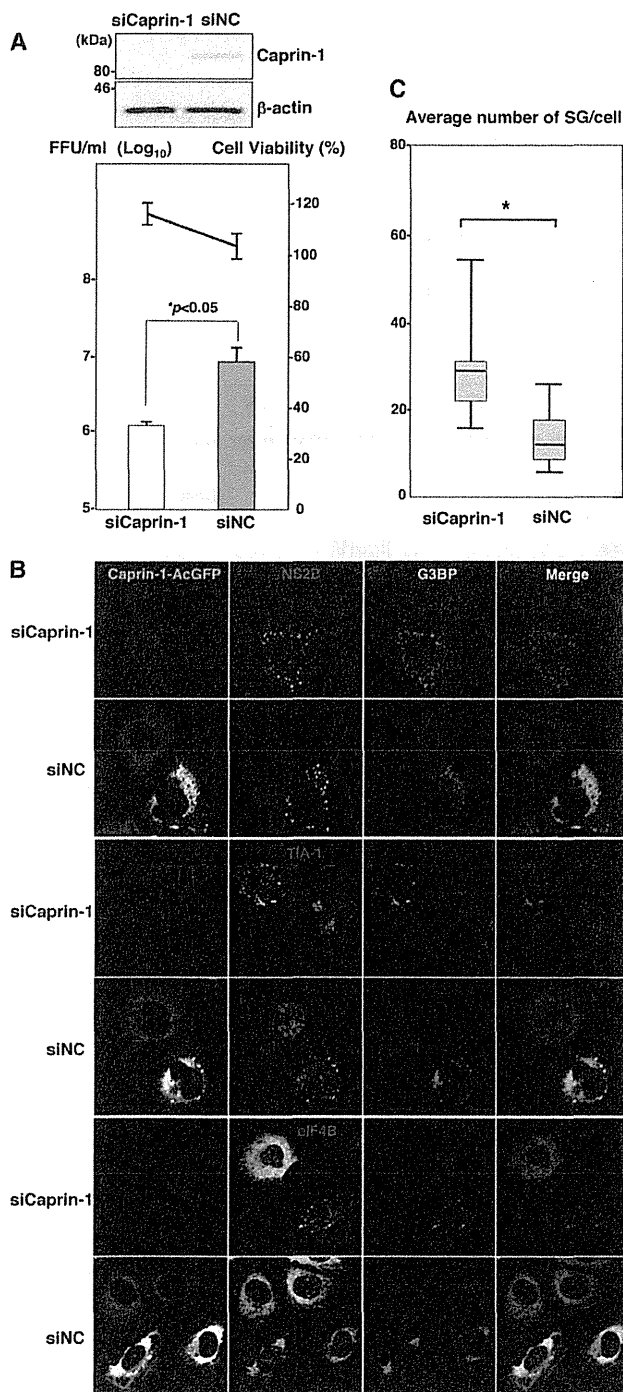 A
siCaprin-1 siNC
(kDa)
80
Caprin-1
46
β-actin
FFU/ml (Log10)
Cell Viability (%)
8
7
6
5
120
100
80
60
40
20
0
*p<0.05
siCaprin-1 siNC
C
Average number of SG/cell
80
60
40
20
0
*
siCaprin-1 siNC
B
Caprin-1-AcGFP NS2B G3BP Merge
siCaprin-1
siNC
TIA-1
siCaprin-1
siNC
eIF4B
siCaprin-1
siNC